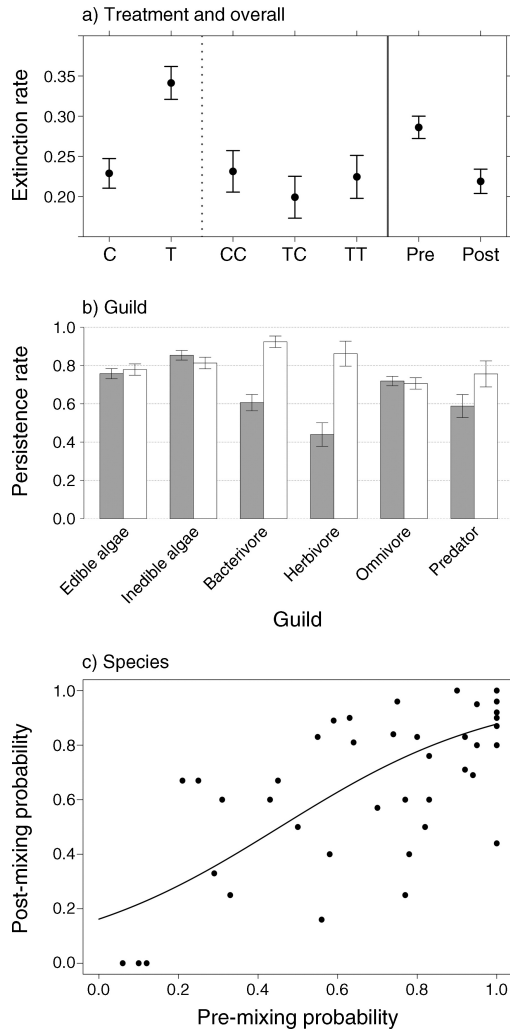 a) Treatment and overall
Extinction rate
0.35
0.30
0.25
0.20
C T CC TC TT Pre Post
b) Guild
Persistence rate
1.0
0.8
0.6
0.4
0.2
0.0
Edible algae
Inedible algae
Bacterivore
Herbivore
Omnivore
Predator
Guild
c) Species
Post-mixing probability
1.0
0.8
0.6
0.4
0.2
0.0
0.0 0.2 0.4 0.6 0.8 1.0
Pre-mixing probability